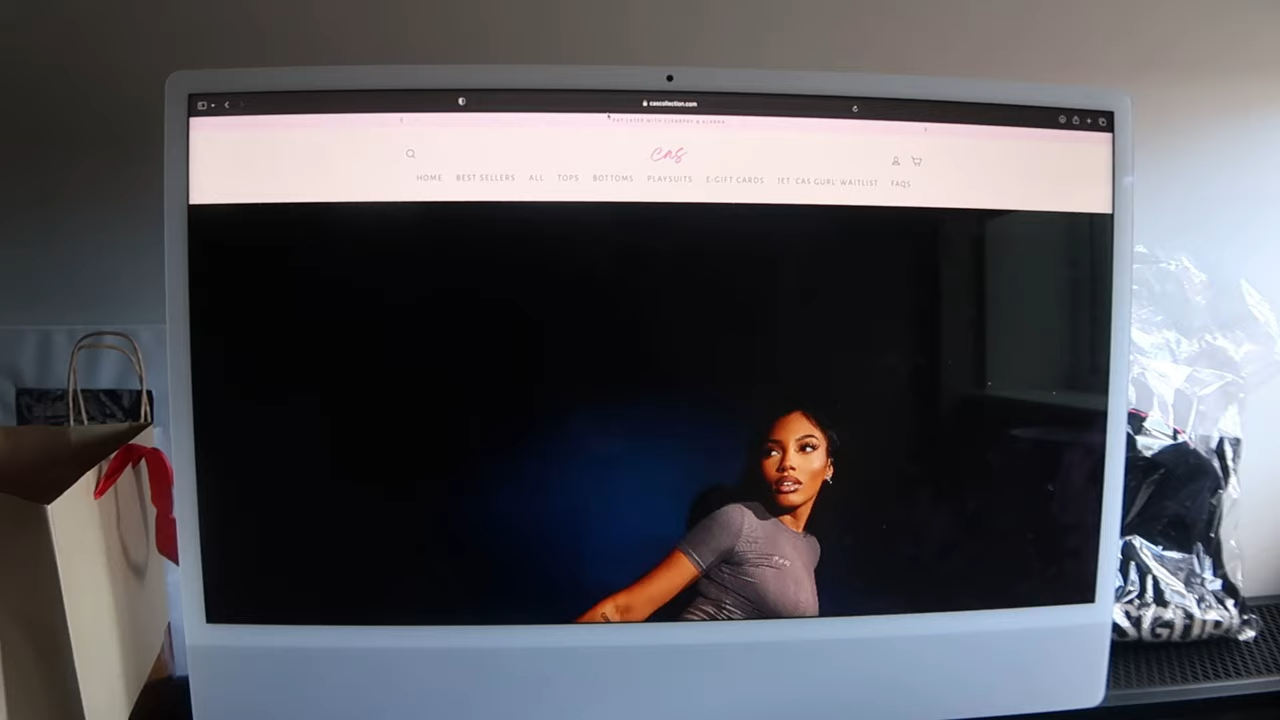 cascollection.com
PAY LATER WITH CLEARPAY & KLARNA
cas
HOME BEST SELLERS ALL TOPS BOTTOMS PLAYSUITS E-GIFT CARDS JET 'CAS GURL' WAITLIST FAQS